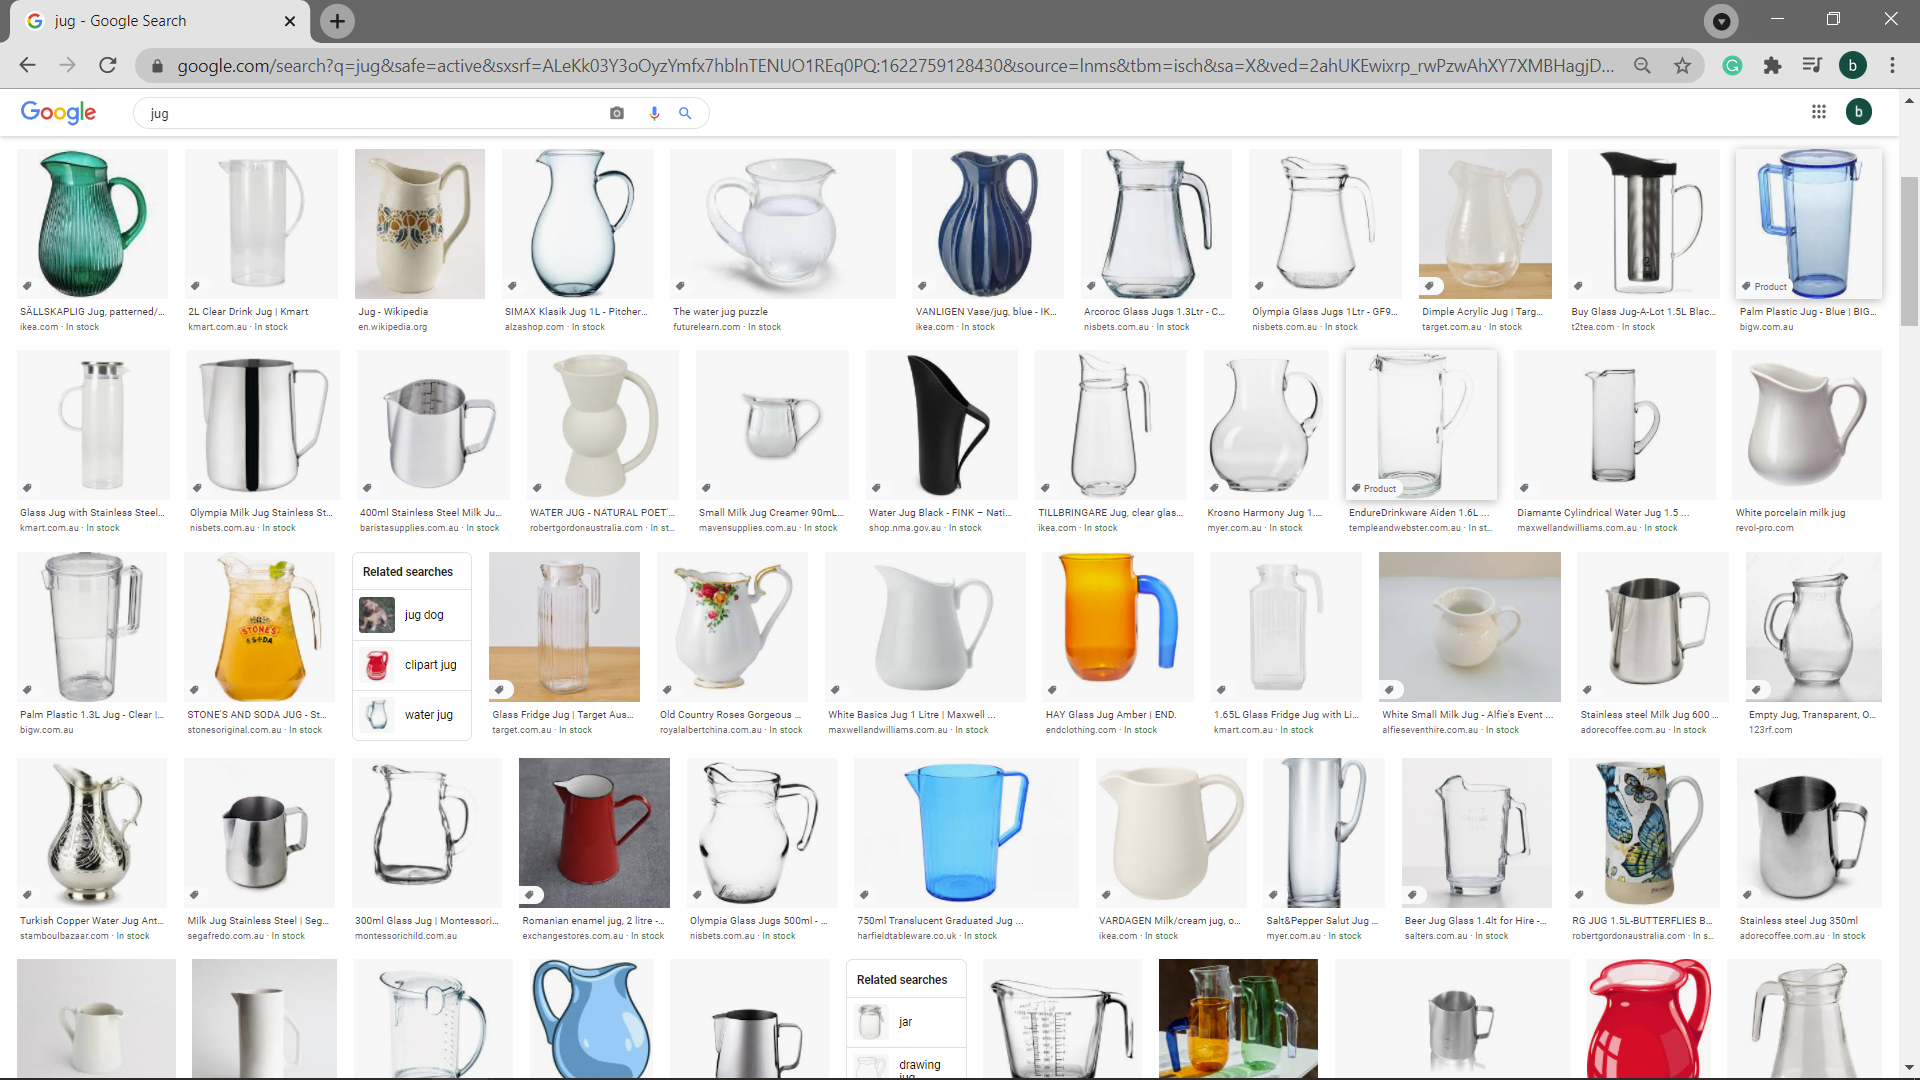 jug - Google Search
google.com/search?q=jug&safe=active&sxsrf=ALeKk03Y3oOyzYmfx7hbInTENUO1REq0PQ:1622759128430&source=lnms&tbm=isch&sa=X&ved=2ahUKEwixrp_rwPzwAhXY7XMBHagjD...
b
Google
jug
b
Product
SÄLLSKAPLIG Jug, patterned/...
ikea.com · In stock
2L Clear Drink Jug | Kmart
kmart.com.au · In stock
Jug - Wikipedia
en.wikipedia.org
SIMAX Klasik Jug 1L - Pitcher...
alzashop.com · In stock
The water jug puzzle
futurelearn.com · In stock
VANLIGEN Vase/jug, blue - IK...
ikea.com · In stock
Arcoroc Glass Jugs 1.3Ltr - C...
nisbets.com.au · In stock
Olympia Glass Jugs 1Ltr - GF9...
nisbets.com.au · In stock
Dimple Acrylic Jug | Targ...
target.com.au · In stock
Buy Glass Jug-A-Lot 1.5L Blac...
t2tea.com · In stock
Palm Plastic Jug - Blue | BIG...
bigw.com.au
Product
Glass Jug with Stainless Steel...
kmart.com.au · In stock
Olympia Milk Jug Stainless St...
nisbets.com.au · In stock
400ml Stainless Steel Milk Ju...
baristasupplies.com.au · In stock
WATER JUG - NATURAL POET...
robertgordonaustralia.com · In st...
Small Milk Jug Creamer 90mL...
mavensupplies.com · In stock
Water Jug Black - FINK – Nati...
shop.nma.gov.au · In stock
TILLBRINGARE Jug, clear glas...
ikea.com · In stock
Krosno Harmony Jug 1....
myer.com.au · In stock
EndureDrinkware Aiden 1.6L ...
templeandwebster.com.au · In st...
Diamante Cylindrical Water Jug 1.5 ...
maxwellandwilliams.com.au · In stock
White porcelain milk jug
revol-pro.com
Related searches
jug dog
clipart jug
water jug
STONE'S
& SODA
Palm Plastic 1.3L Jug - Clear |...
bigw.com.au
STONE'S AND SODA JUG - St...
stonesoriginal.com.au · In stock
Glass Fridge Jug | Target Aus...
target.com.au · In stock
Old Country Roses Gorgeous ...
royalalbertchina.com.au · In stock
White Basics Jug 1 Litre | Maxwell ...
maxwellandwilliams.com.au · In stock
HAY Glass Jug Amber | END.
endclothing.com · In stock
1.65L Glass Fridge Jug with Li...
kmart.com.au · In stock
White Small Milk Jug - Alfie's Event ...
alfieseventhire.com.au · In stock
Stainless steel Milk Jug 600 ...
adorecoffee.com.au · In stock
Empty Jug, Transparent, O...
123rf.com
Turkish Copper Water Jug Ant...
stamboulbazaar.com · In stock
Milk Jug Stainless Steel | Seg...
segafredo.com.au · In stock
300ml Glass Jug | Montessori...
montessorichild.com.au
Romanian enamel jug, 2 litre -...
exchangestores.com.au · In stock
Olympia Glass Jugs 500ml - ...
nisbets.com.au · In stock
750ml Translucent Graduated Jug ...
harfieldtableware.co.uk · In stock
VARDAGEN Milk/cream jug, o...
ikea.com · In stock
Salt&Pepper Salut Jug ...
myer.com.au · In stock
Beer Jug Glass 1.4lt for Hire -...
salters.com.au · In stock
RG JUG 1.5L-BUTTERFLIES B...
robertgordonaustralia.com · In s...
Stainless steel Jug 350ml
adorecoffee.com.au · In stock
Related searches
jar
drawing
jug